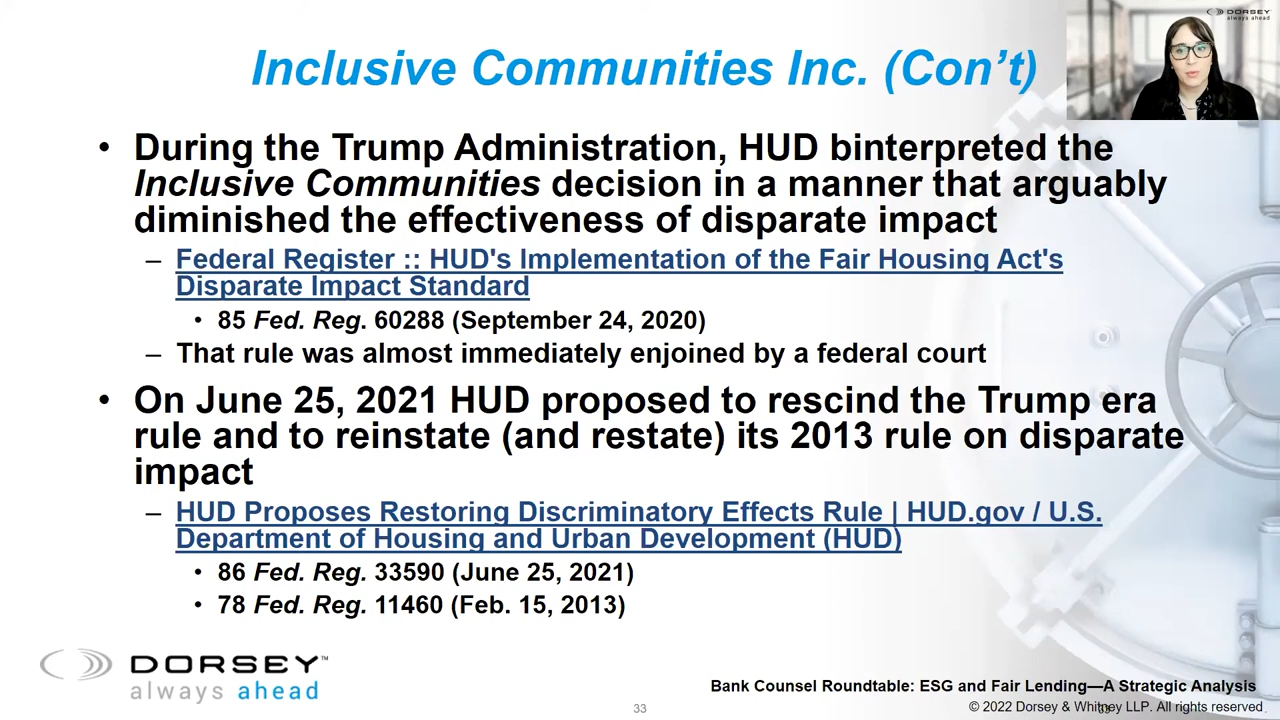 DORSEY
always ahead
Inclusive Communities Inc. (Con’t)
• During the Trump Administration, HUD binterpreted the
Inclusive Communities decision in a manner that arguably
diminished the effectiveness of disparate impact
– Federal Register :: HUD's Implementation of the Fair Housing Act's
Disparate Impact Standard
• 85 Fed. Reg. 60288 (September 24, 2020)
– That rule was almost immediately enjoined by a federal court
• On June 25, 2021 HUD proposed to rescind the Trump era
rule and to reinstate (and restate) its 2013 rule on disparate
impact
– HUD Proposes Restoring Discriminatory Effects Rule | HUD.gov / U.S.
Department of Housing and Urban Development (HUD)
• 86 Fed. Reg. 33590 (June 25, 2021)
• 78 Fed. Reg. 11460 (Feb. 15, 2013)
DORSEY™
always ahead
Bank Counsel Roundtable: ESG and Fair Lending—A Strategic Analysis
33
© 2022 Dorsey & Whitney LLP. All rights reserved.
33